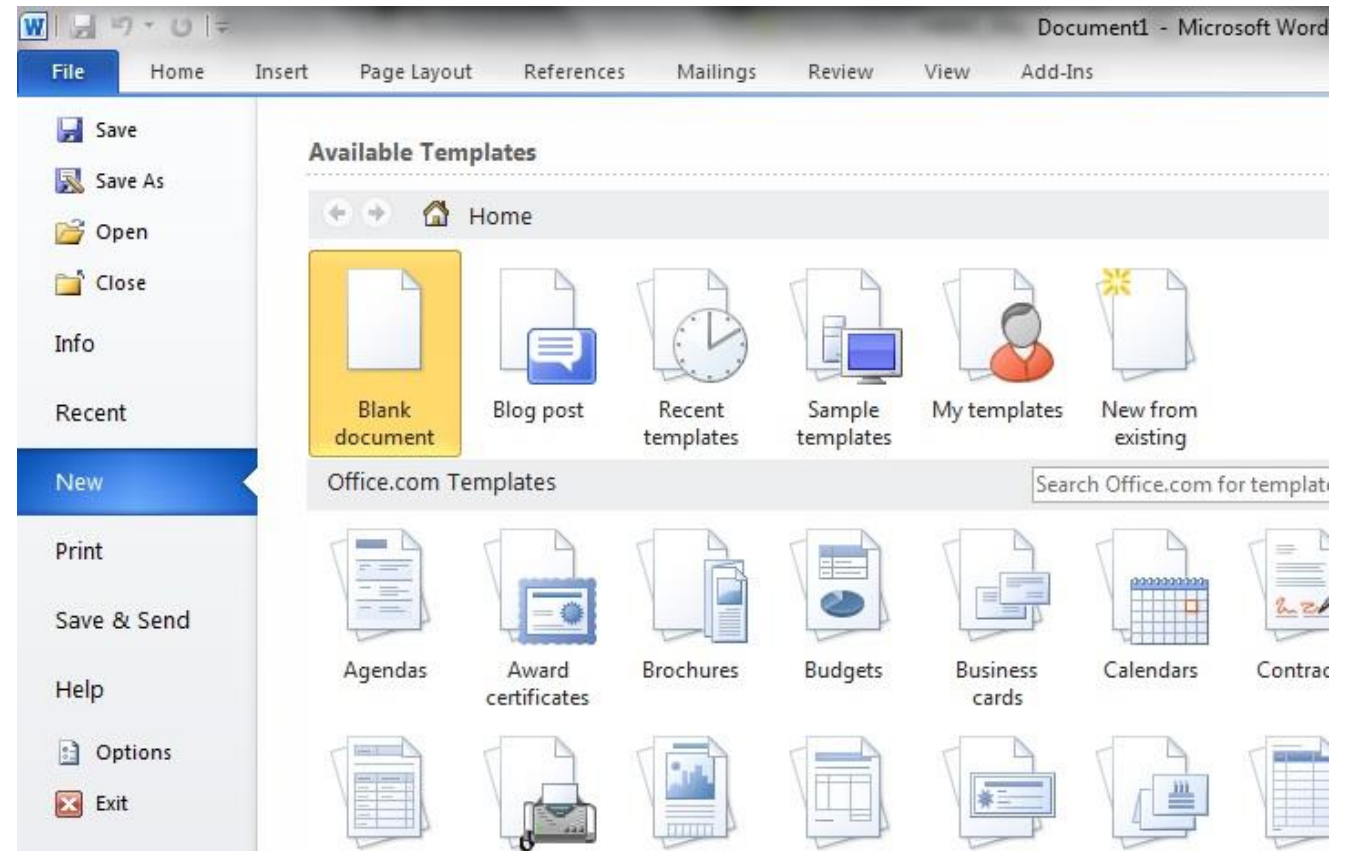 Document1 - Microsoft Word
File Home Insert Page Layout References Mailings Review View Add-Ins
Save
Save As
Open
Close
Info
Recent
New
Print
Save & Send
Help
Options
Exit
Available Templates
Home
Blank document
Blog post
Recent templates
Sample templates
My templates
New from existing
Office.com Templates
Search Office.com for template
Agendas
Award certificates
Brochures
Budgets
Business cards
Calendars
Contrac